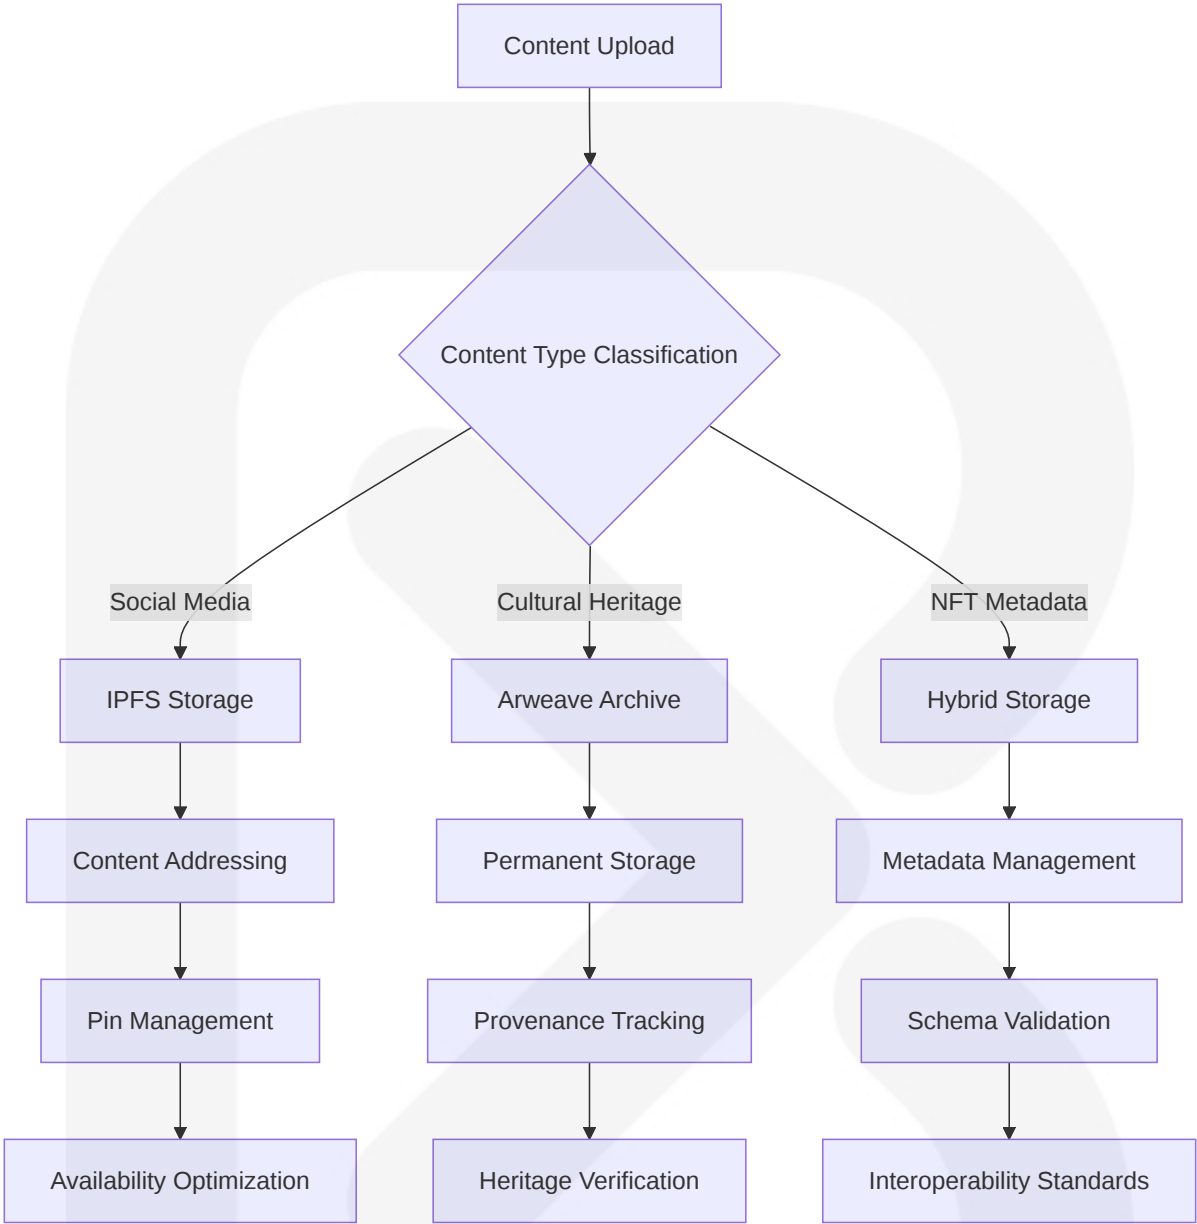 Content Upload
Content Type Classification
Social Media
Cultural Heritage
NFT Metadata
IPFS Storage
Arweave Archive
Hybrid Storage
Content Addressing
Permanent Storage
Metadata Management
Pin Management
Provenance Tracking
Schema Validation
Availability Optimization
Heritage Verification
Interoperability Standards